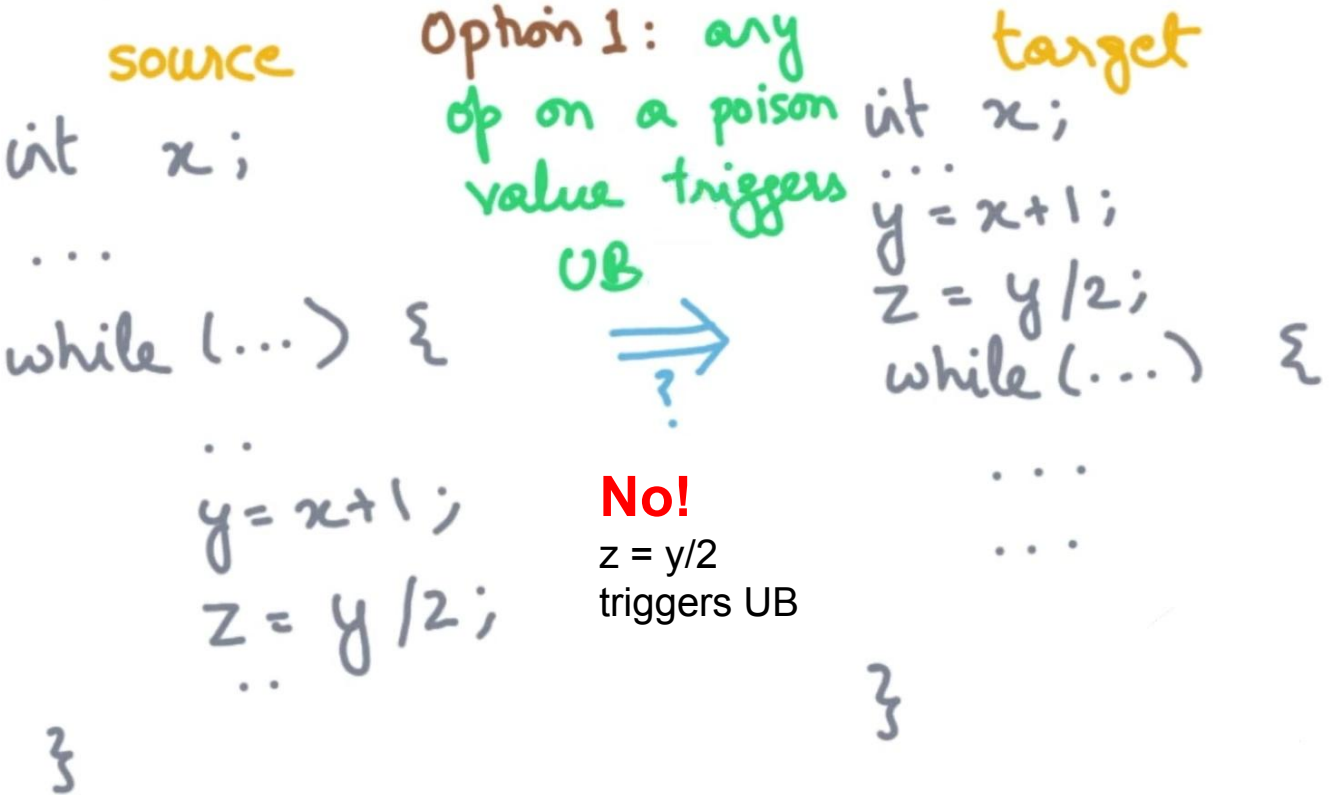 source
int x;
...
while (...) {
..
y = x+1;
z = y/2;
..
}
Option 1: any
op on a poison
value triggers
UB
?
No!
z = y/2
triggers UB
target
int x;
...
y = x+1;
z = y/2;
while (...) {
...
...
}